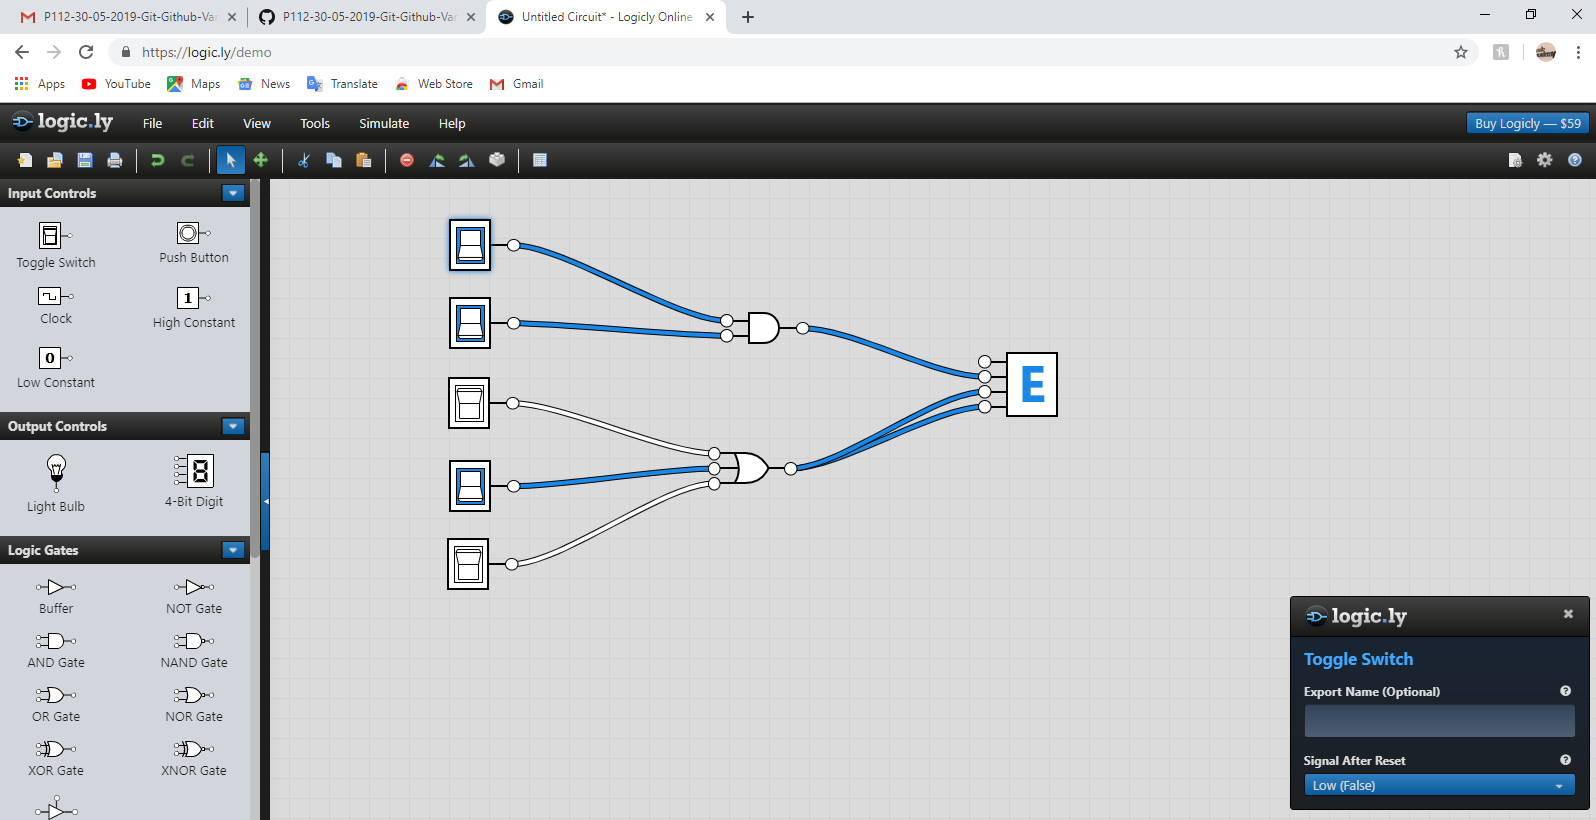 P112-30-05-2019-Git-Github-Var
P112-30-05-2019-Git-Github-Var
Untitled Circuit* - Logicly Online
https://logic.ly/demo
Apps
YouTube
Maps
News
Translate
Web Store
Gmail
logic.ly
File
Edit
View
Tools
Simulate
Help
Buy Logicly — $59
Input Controls
Toggle Switch
Push Button
Clock
1
High Constant
0
Low Constant
Output Controls
Light Bulb
8
4-Bit Digit
Logic Gates
Buffer
NOT Gate
AND Gate
NAND Gate
OR Gate
NOR Gate
XOR Gate
XNOR Gate
E
logic.ly
Toggle Switch
Export Name (Optional)
Signal After Reset
Low (False)